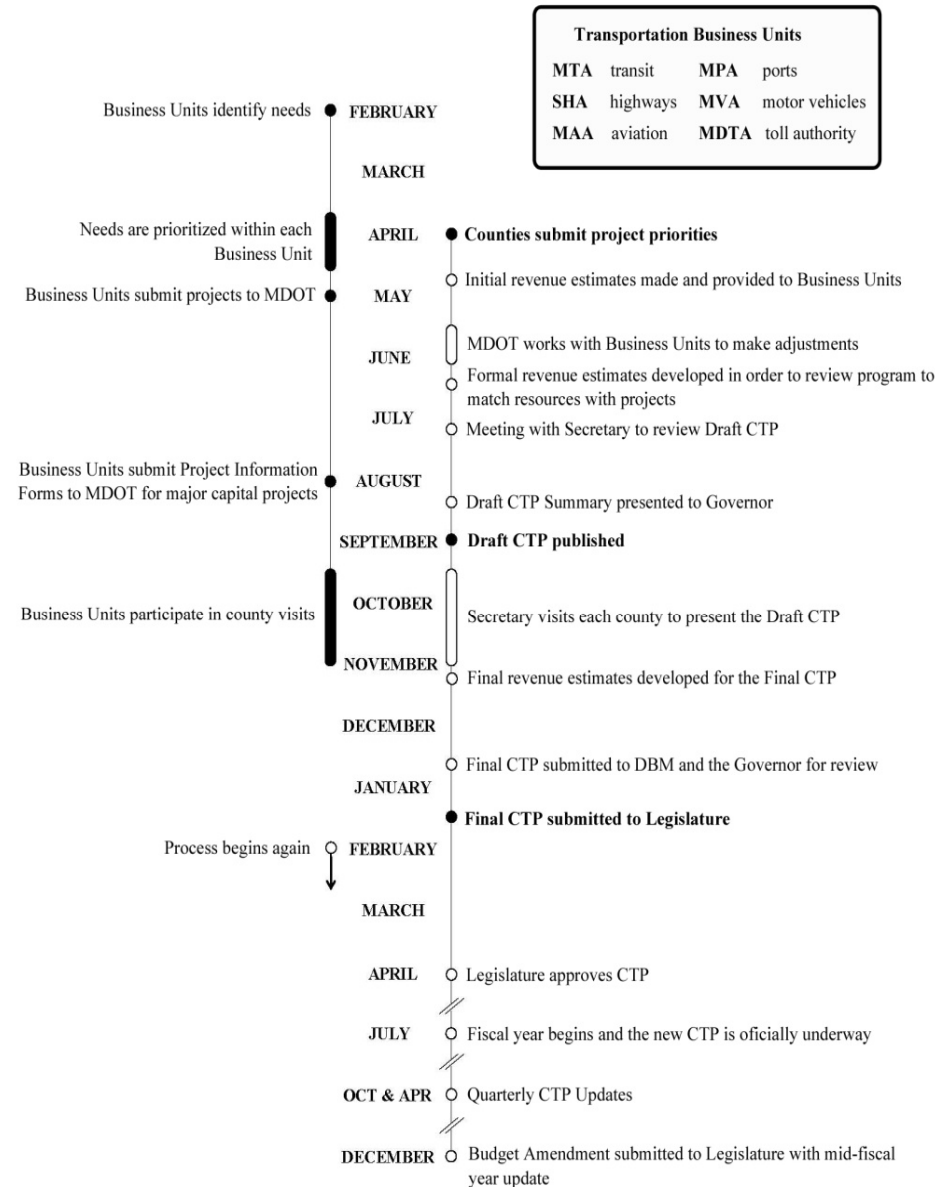 Transportation Business Units
MTA transit MPA ports
SHA highways MVA motor vehicles
MAA aviation MDTA toll authority
Business Units identify needs
FEBRUARY
MARCH
Needs are prioritized within each
Business Unit
APRIL
Counties submit project priorities
Initial revenue estimates made and provided to Business Units
Business Units submit projects to MDOT
MAY
MDOT works with Business Units to make adjustments
JUNE
Formal revenue estimates developed in order to review program to
match resources with projects
JULY
Meeting with Secretary to review Draft CTP
Business Units submit Project Information
Forms to MDOT for major capital projects
AUGUST
Draft CTP Summary presented to Governor
SEPTEMBER
Draft CTP published
Business Units participate in county visits
OCTOBER
Secretary visits each county to present the Draft CTP
NOVEMBER
Final revenue estimates developed for the Final CTP
DECEMBER
Final CTP submitted to DBM and the Governor for review
JANUARY
Final CTP submitted to Legislature
Process begins again
FEBRUARY
MARCH
APRIL
Legislature approves CTP
JULY
Fiscal year begins and the new CTP is oficially underway
OCT & APR
Quarterly CTP Updates
DECEMBER
Budget Amendment submitted to Legislature with mid-fiscal
year update